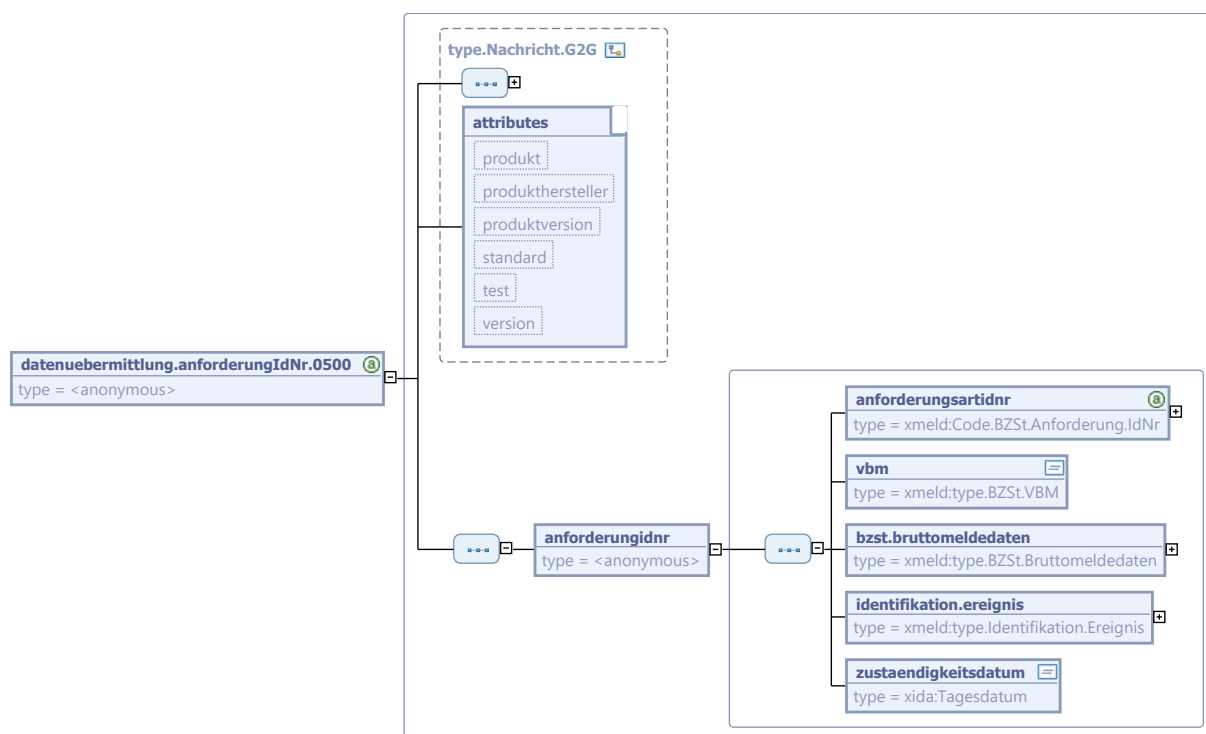 type.Nachricht.G2G
attributes
produkt
produkthersteller
produktversion
standard
test
version
datenuebermittlung.anforderungIdNr.0500
type = <anonymous>
anforderungidnr
type = <anonymous>
anforderungsartidnr
type = xmeld:Code.BZSt.Anforderung.IdNr
vbm
type = xmeld:type.BZSt.VBM
bzst.bruttomeldedaten
type = xmeld:type.BZSt.Bruttomeldedaten
identifikation.ereignis
type = xmeld:type.Identifikation.Ereignis
zustaendigkeitsdatum
type = xida:Tagesdatum